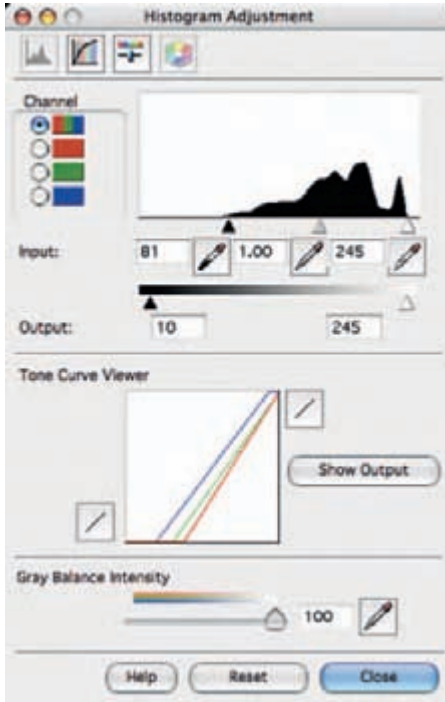 Histogram Adjustment
Channel
Input: 81 1.00 245
Output: 10 245
Tone Curve Viewer
Show Output
Gray Balance Intensity
100
Help Reset Close